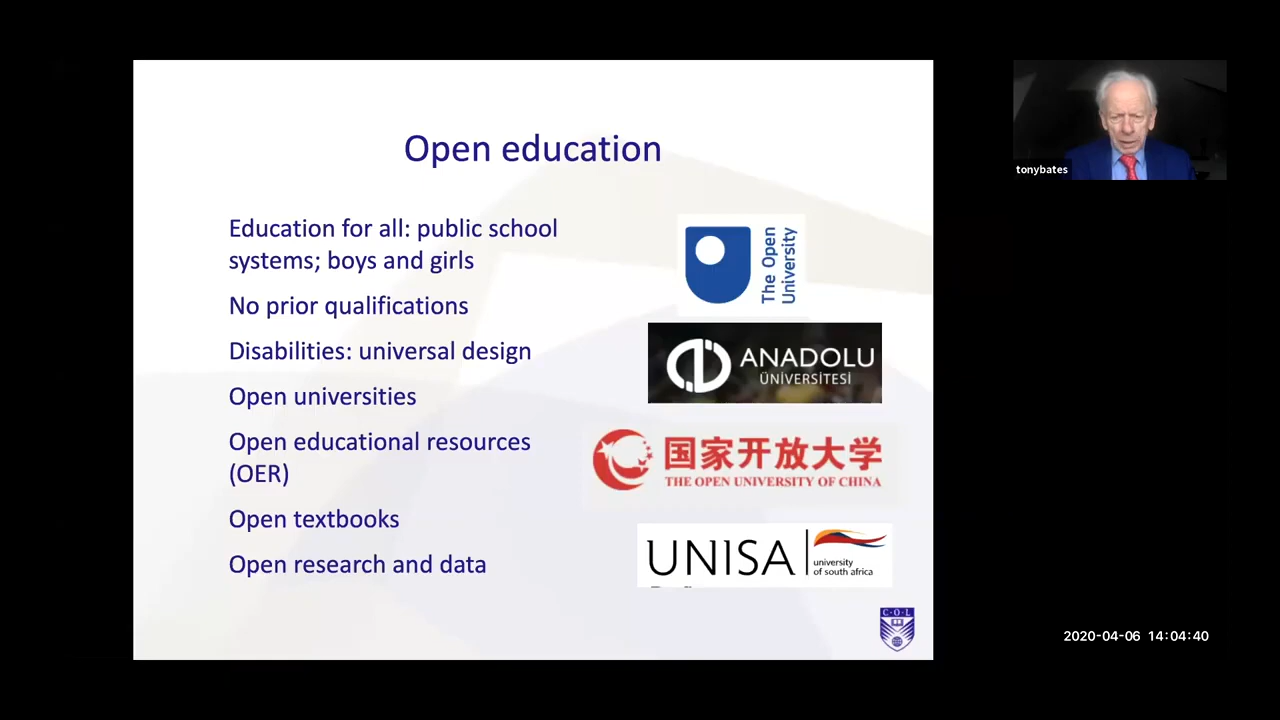 Open education
Education for all: public school
systems; boys and girls
No prior qualifications
Disabilities: universal design
Open universities
Open educational resources
(OER)
Open textbooks
Open research and data
The Open
University
ANADOLU
ÜNİVERSİTESİ
国家开放大学
THE OPEN UNIVERSITY OF CHINA
UNISA
university
of south africa
C·O·L
tonybates
2020-04-06 14:04:40